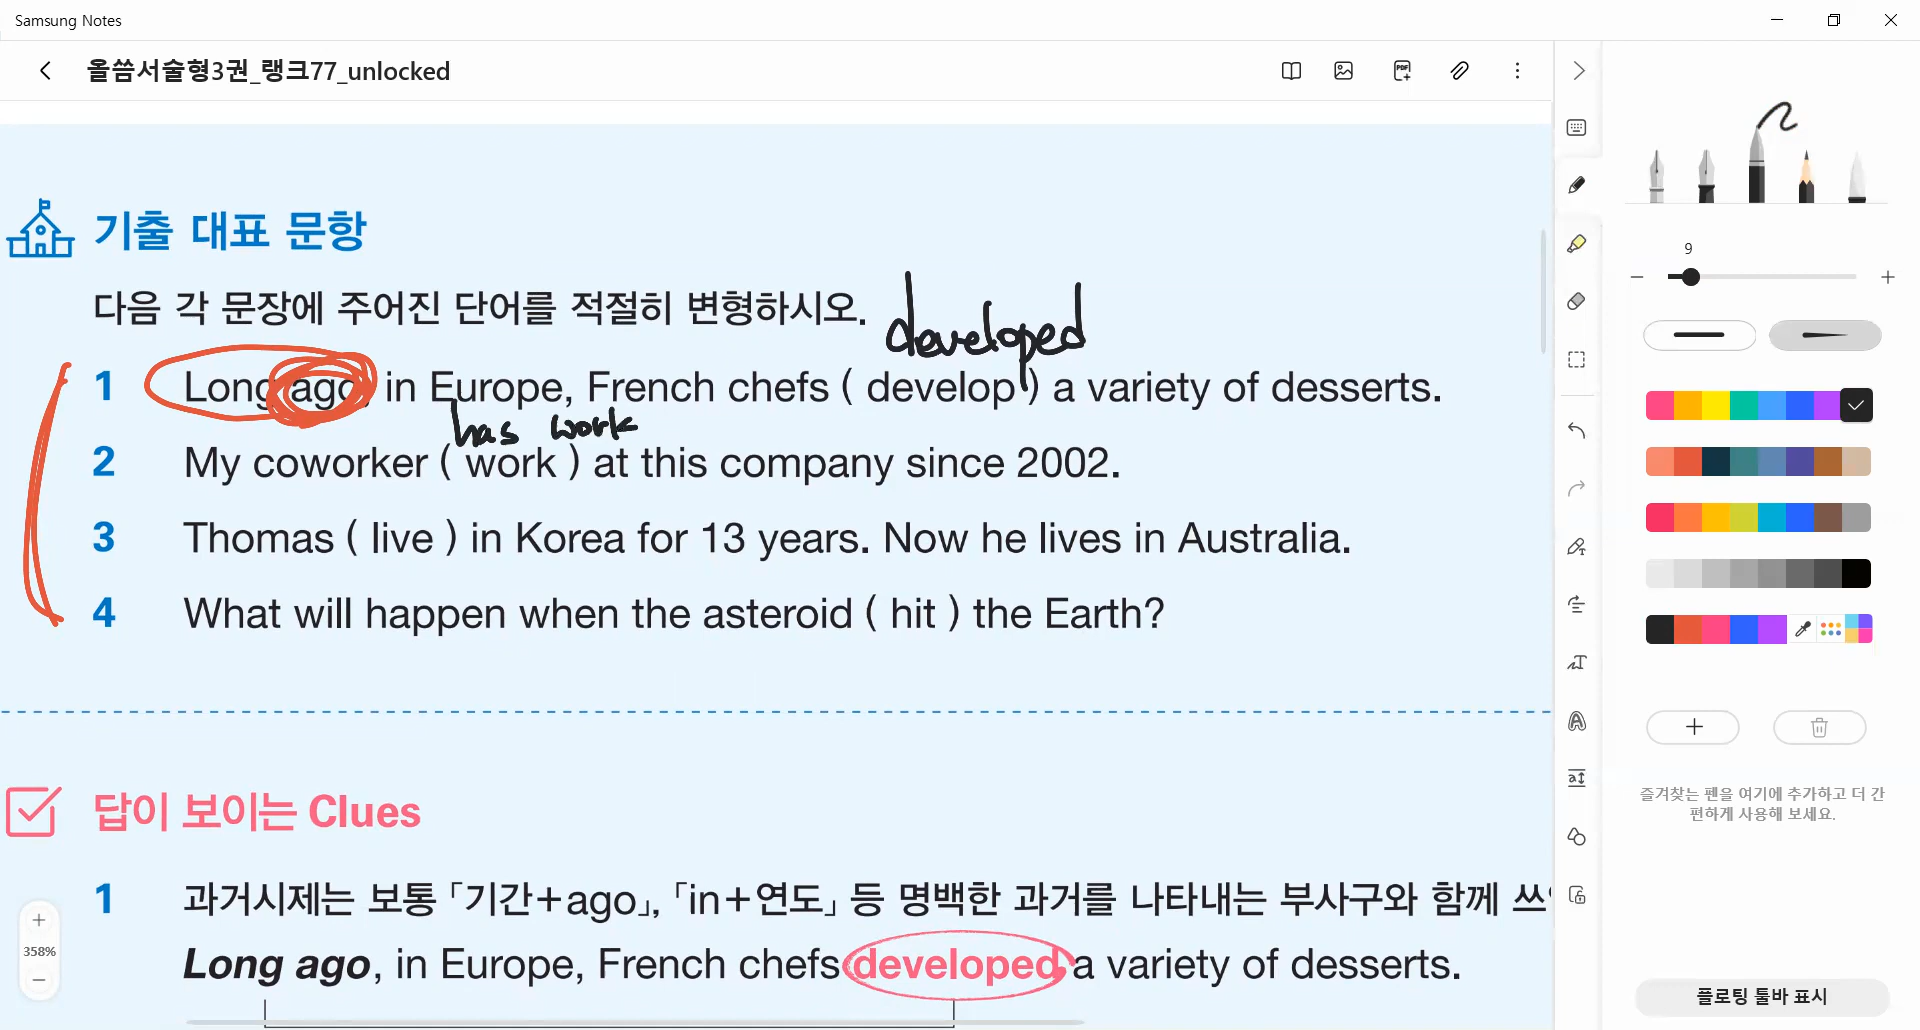 Samsung Notes
올씀서술형3권_랭크77_unlocked
PDF
기출 대표 문항
다음 각 문장에 주어진 단어를 적절히 변형하시오.
developed
1 Long ago, in Europe, French chefs ( develop ) a variety of desserts.
has work
2 My coworker ( work ) at this company since 2002.
3 Thomas ( live ) in Korea for 13 years. Now he lives in Australia.
4 What will happen when the asteroid ( hit ) the Earth?
답이 보이는 Clues
1 과거시제는 보통 「기간+ago」, 「in+연도」 등 명백한 과거를 나타내는 부사구와 함께
Long ago, in Europe, French chefs developed a variety of desserts.
358%
9
즐겨찾는 펜을 여기에 추가하고 더 간
편하게 사용해 보세요.
플로팅 툴바 표시